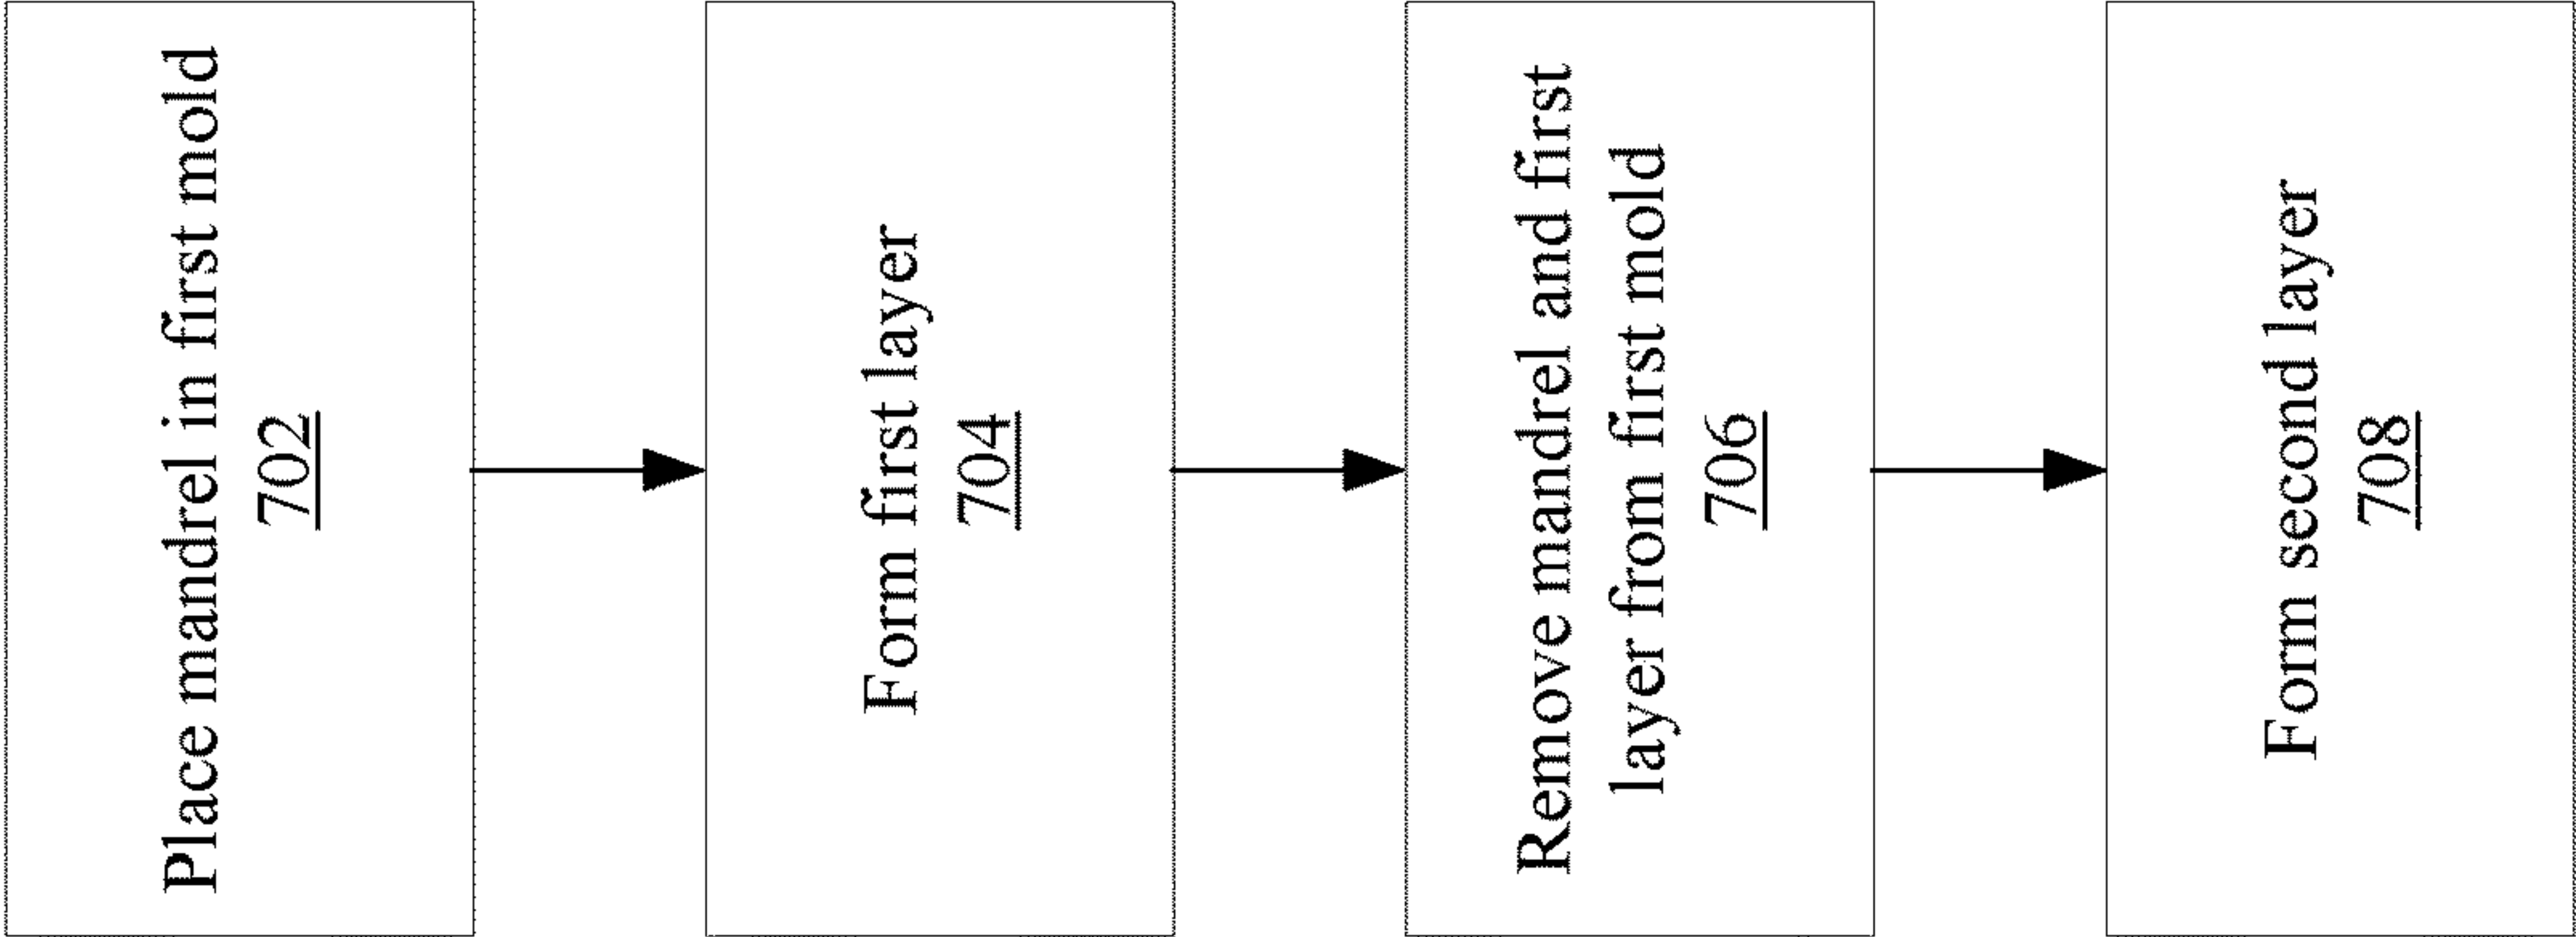 Place mandrel in first mold
702
Form first layer
704
Remove mandrel and first
layer from first mold
706
Form second layer
708